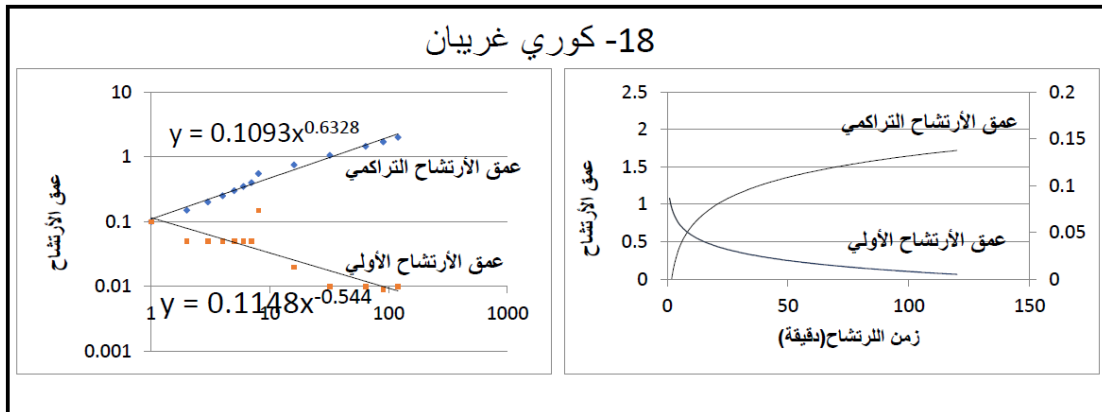 18- كوري غريبان
10
1
0.1
0.01
0.001
1
10
100
1000
عمق الأرتشاح
y = 0.1093x^0.6328
عمق الأرتشاح التراكمي
عمق الأرتشاح الأولي
y = 0.1148x^-0.544
2.5
2
1.5
1
0.5
0
0.2
0.15
0.1
0.05
0
0
50
100
150
عمق الأرتشاح
عمق الأرتشاح التراكمي
عمق الأرتشاح الأولي
زمن اللرتشاح(دقيقة)